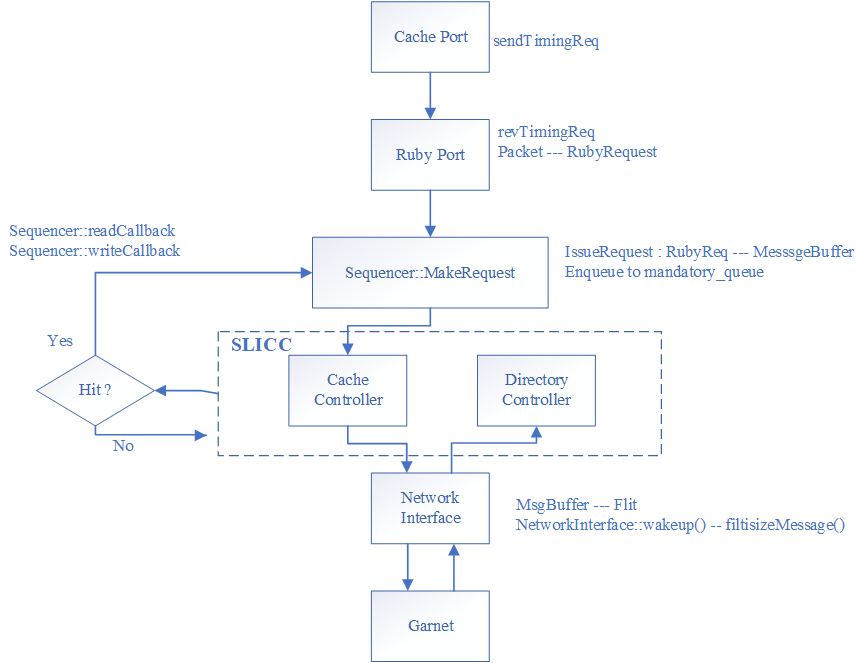 Cache Port
sendTimingReq
Ruby Port
revTimingReq
Packet --- RubyRequest
Sequencer::readCallback
Sequencer::writeCallback
Sequencer::MakeRequest
IssueRequest : RubyReq --- MesssgeBuffer
Enqueue to mandatory_queue
Yes
SLICC
Hit ?
Cache
Controller
Directory
Controller
No
Network
Interface
MsgBuffer --- Flit
NetworkInterface::wakeup() -- filtisizeMessage()
Garnet